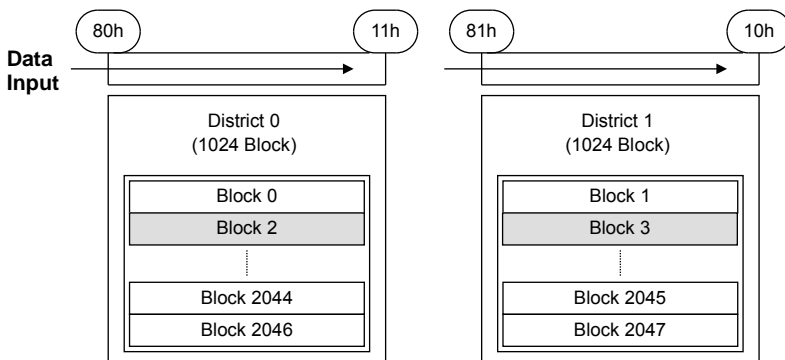 80h
11h
81h
10h
Data
Input
District 0
(1024 Block)
District 1
(1024 Block)
Block 0
Block 2
Block 2044
Block 2046
Block 1
Block 3
Block 2045
Block 2047